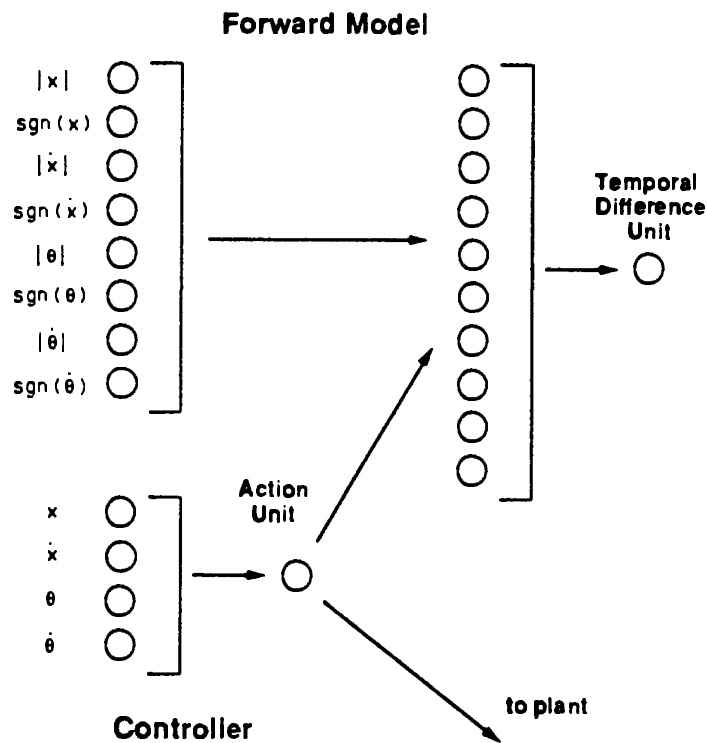 Forward Model
|x|
sgn(x)
|ẋ|
sgn(ẋ)
|θ|
sgn(θ)
|θ̇|
sgn(θ̇)
Temporal
Difference
Unit
Action
Unit
x
ẋ
θ
θ̇
to plant
Controller